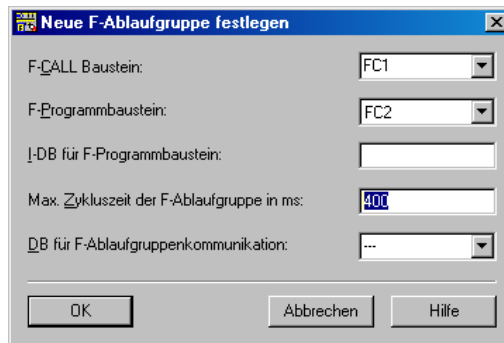 Neue F-Ablaufgruppe festlegen
F-CALL Baustein: FC1
F-Programmbaustein: FC2
I-DB für F-Programmbaustein:
Max. Zykluszeit der F-Ablaufgruppe in ms: 400
DB für F-Ablaufgruppenkommunikation: ---
OK Abbrechen Hilfe